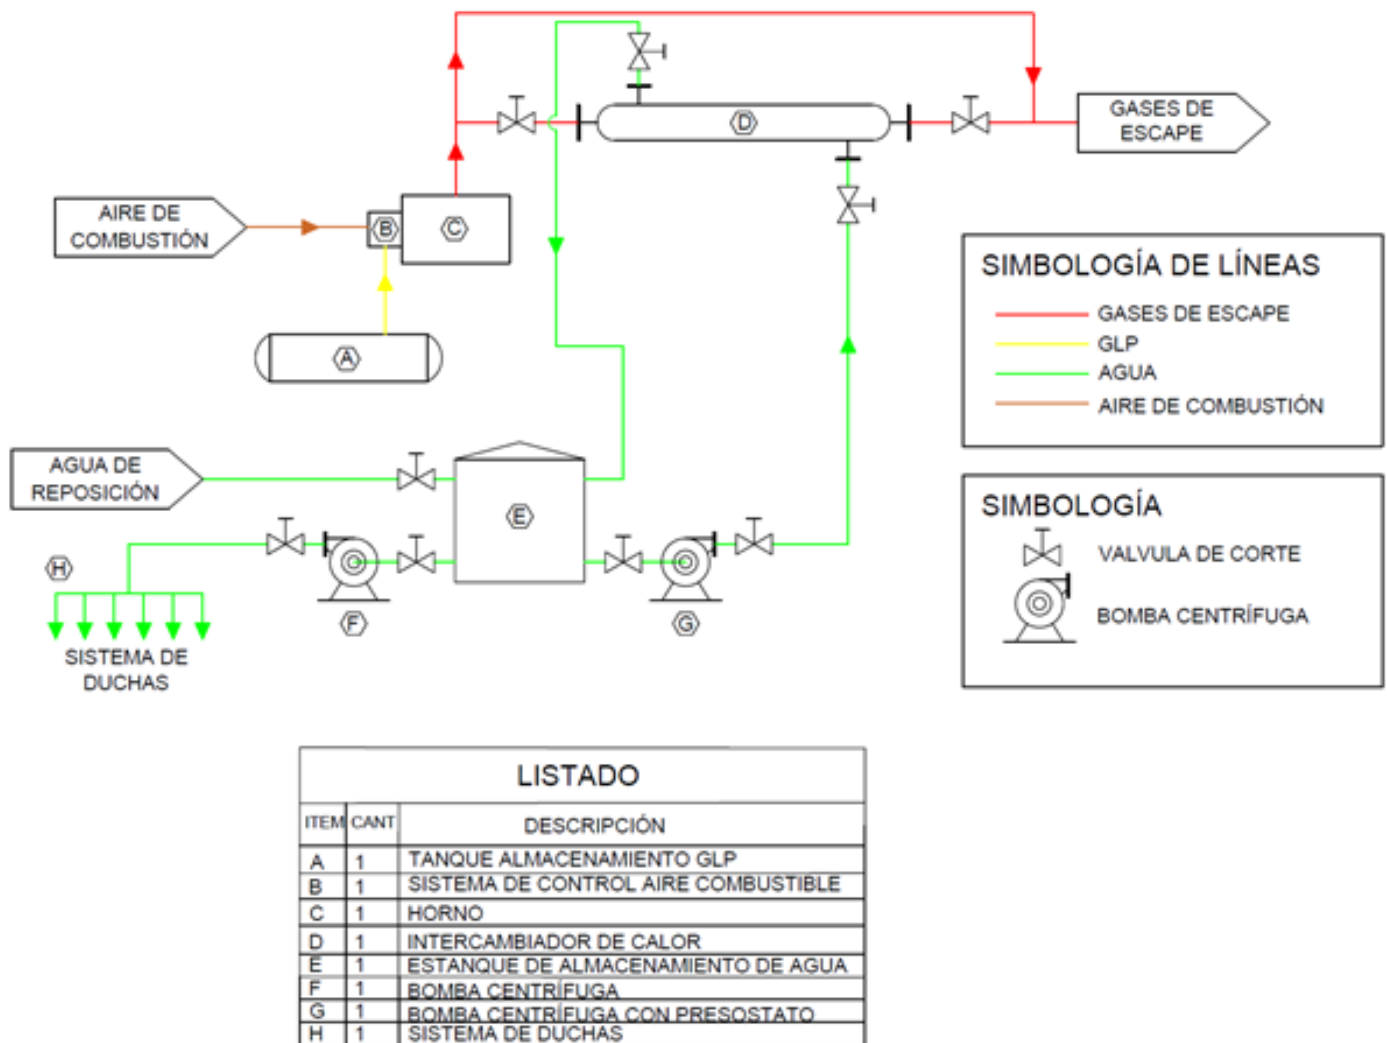 GASES DE
ESCAPE
D
AIRE DE
COMBUSTIÓN
B
C
A
SIMBOLOGÍA DE LÍNEAS
GASES DE ESCAPE
GLP
AGUA
AIRE DE COMBUSTIÓN
AGUA DE
REPOSICIÓN
E
H
F
G
SISTEMA DE
DUCHAS
SIMBOLOGÍA
VALVULA DE CORTE
BOMBA CENTRÍFUGA
LISTADO
ITEM CANT DESCRIPCIÓN
A 1 TANQUE ALMACENAMIENTO GLP
B 1 SISTEMA DE CONTROL AIRE COMBUSTIBLE
C 1 HORNO
D 1 INTERCAMBIADOR DE CALOR
E 1 ESTANQUE DE ALMACENAMIENTO DE AGUA
F 1 BOMBA CENTRÍFUGA
G 1 BOMBA CENTRÍFUGA CON PRESOSTATO
H 1 SISTEMA DE DUCHAS